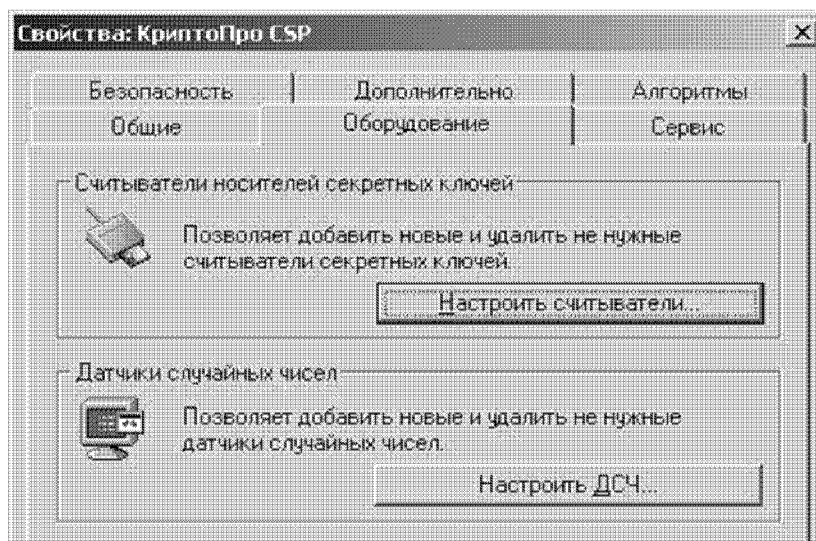 Свойства: КриптоПро CSP
Безопасность Дополнительно Алгоритмы
Общие Оборудование Сервис
Считыватели носителей секретных ключей
Позволяет добавить новые и удалить не нужные
считыватели секретных ключей.
Настроить считыватели...
Датчики случайных чисел
Позволяет добавить новые и удалить не нужные
датчики случайных чисел.
Настроить ДСЧ...